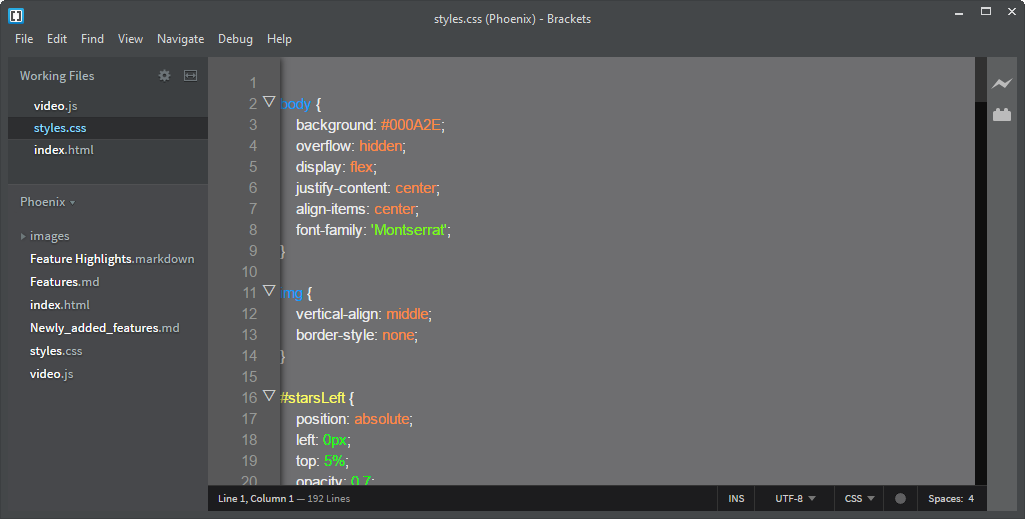 styles.css (Phoenix) - Brackets
File Edit Find View Navigate Debug Help
Working Files
video.js
styles.css
index.html
Phoenix
images
Feature Highlights.markdown
Features.md
index.html
Newly_added_features.md
styles.css
video.js
1
2 body {
3 background: #000A2E;
4 overflow: hidden;
5 display: flex;
6 justify-content: center;
7 align-items: center;
8 font-family: 'Montserrat';
9 }
10
11 img {
12 vertical-align: middle;
13 border-style: none;
14 }
15
16 #starsLeft {
17 position: absolute;
18 left: 0px;
19 top: 5%;
20 opacity: 0.7;
Line 1, Column 1 — 192 Lines INS UTF-8 CSS Spaces: 4